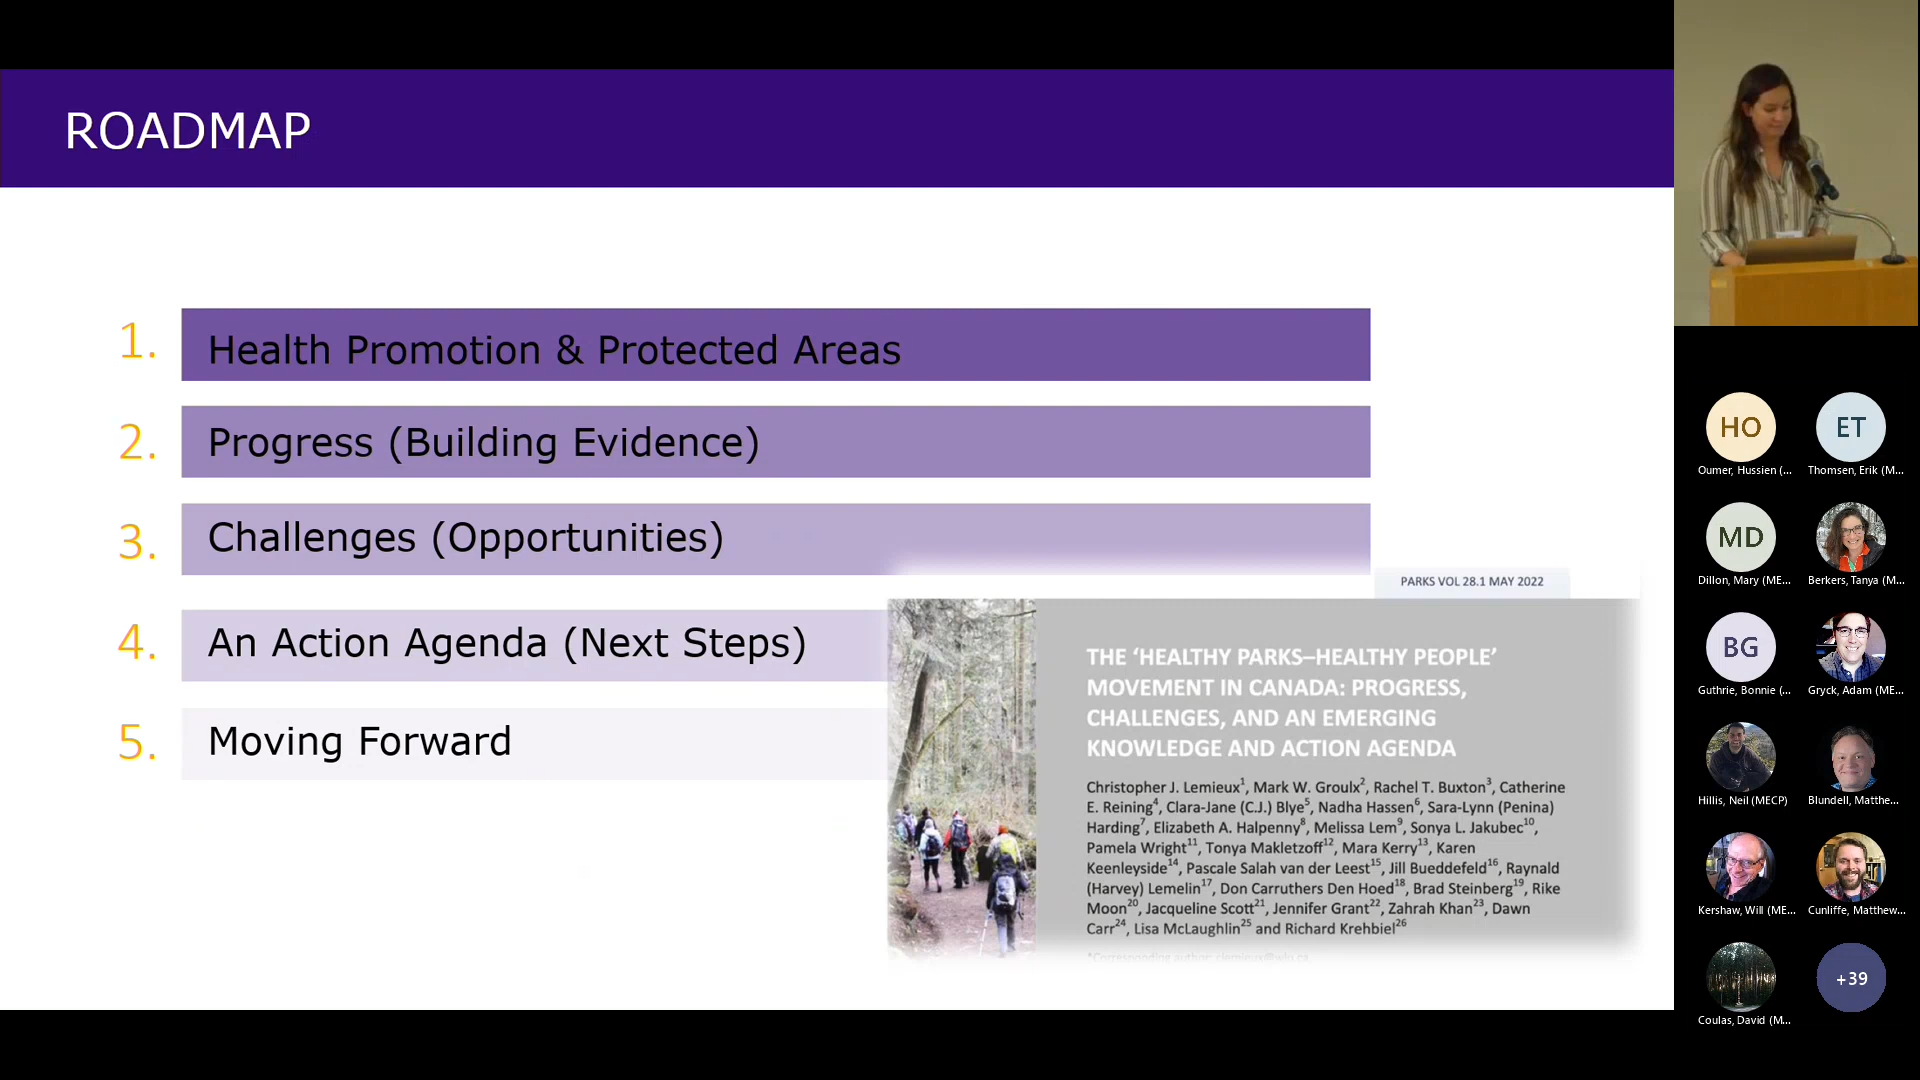 ROADMAP
1. Health Promotion & Protected Areas
2. Progress (Building Evidence)
3. Challenges (Opportunities)
4. An Action Agenda (Next Steps)
5. Moving Forward
PARKS VOL 28.1 MAY 2022
THE ‘HEALTHY PARKS–HEALTHY PEOPLE’
MOVEMENT IN CANADA: PROGRESS,
CHALLENGES, AND AN EMERGING
KNOWLEDGE AND ACTION AGENDA
Christopher J. Lemieux¹, Mark W. Groulx², Rachel T. Buxton³, Catherine
E. Reining⁴, Clara-Jane (C.J.) Blye⁵, Nadha Hassen⁶, Sara-Lynn (Penina)
Harding⁷, Elizabeth A. Halpenny⁸, Melissa Lem⁹, Sonya L. Jakubec¹⁰,
Pamela Wright¹¹, Tonya Makletzoff¹², Mara Kerry¹³, Karen
Keenleyside¹⁴, Pascale Salah van der Leest¹⁵, Jill Bueddefeld¹⁶, Raynald
(Harvey) Lemelin¹⁷, Don Carruthers Den Hoed¹⁸, Brad Steinberg¹⁹, Rike
Moon²⁰, Jacqueline Scott²¹, Jennifer Grant²², Zahrah Khan²³, Dawn
Carr²⁴, Lisa McLaughlin²⁵ and Richard Krehbiel²⁶
*Corresponding author: clemieux@wlu.ca
HO
ET
Oumer, Hussien (...
Thomsen, Erik (M...
MD
Dillon, Mary (ME...
Berkers, Tanya (M...
BG
Guthrie, Bonnie (...
Gryck, Adam (ME...
Hillis, Neil (MECP)
Blundell, Matthe...
Kershaw, Will (ME...
Cunliffe, Matthew...
+39
Coulas, David (M...